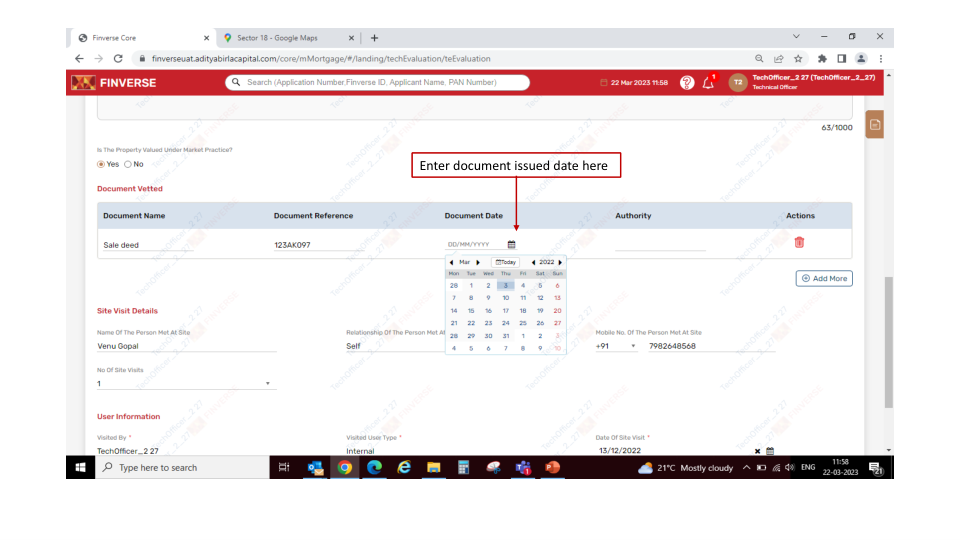 Finverse Core
Sector 18 - Google Maps
finverseuat.adityabirlacapital.com/core/mMortgage/#/landing/techEvaluation/teEvaluation
FINVERSE
Search (Application Number,Finverse ID, Applicant Name, PAN Number)
22 Mar 2023 11:58
1
T2
TechOfficer_2 27 (TechOfficer_2_27)
Technical Officer
63/1000
Is The Property Valued Under Market Practice?
Yes No
Enter document issued date here
Document Vetted
Document Name Document Reference Document Date Authority Actions
Sale deed 123AK097 DD/MM/YYYY
Mar Today 2022
Mon Tue Wed Thu Fri Sat Sun
28 1 2 3 4 5 6
7 8 9 10 11 12 13
14 15 16 17 18 19 20
21 22 23 24 25 26 27
28 29 30 31 1 2 3
4 5 6 7 8 9 10
Add More
Site Visit Details
Name Of The Person Met At Site Relationship Of The Person Met At Mobile No. Of The Person Met At Site
Venu Gopal Self +91 7982648568
No Of Site Visits
1
User Information
Visited By * Visited User Type * Date Of Site Visit *
TechOfficer_2 27 Internal 13/12/2022
Type here to search
21°C Mostly cloudy
ENG
11:58
22-03-2023
21